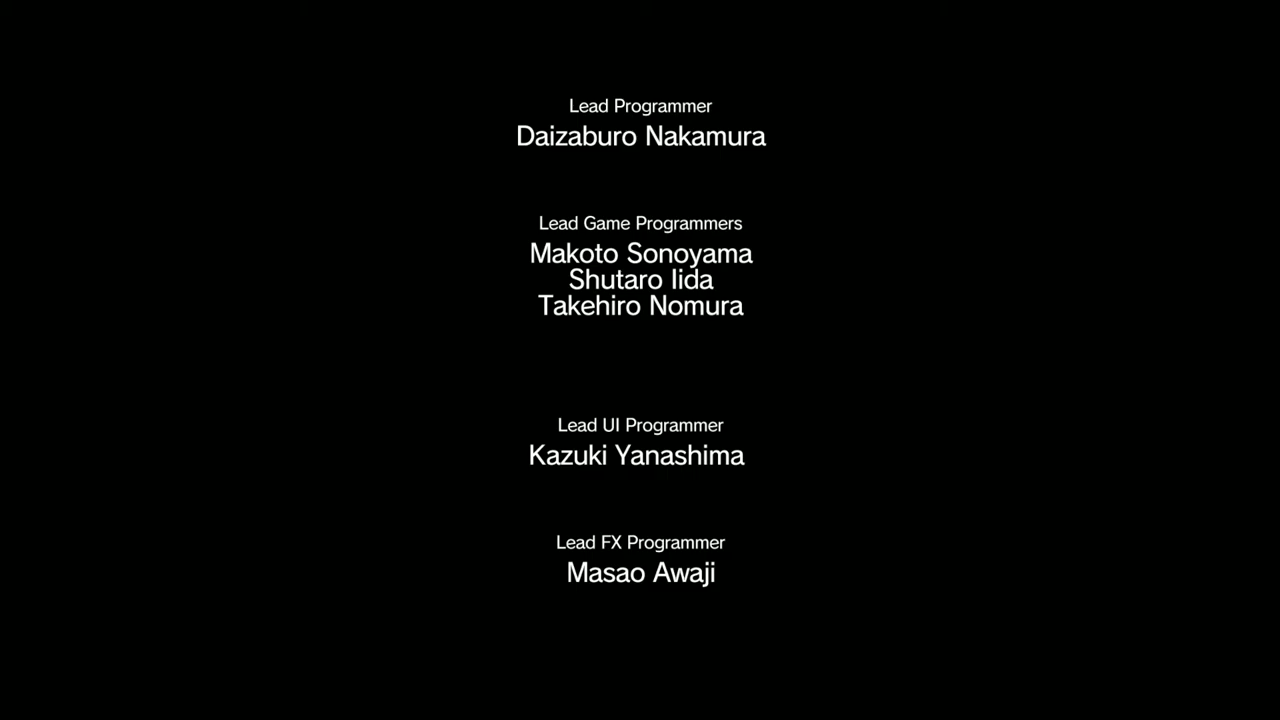 Lead Programmer
Daizaburo Nakamura
Lead Game Programmers
Makoto Sonoyama
Shutaro Iida
Takehiro Nomura
Lead UI Programmer
Kazuki Yanashima
Lead FX Programmer
Masao Awaji